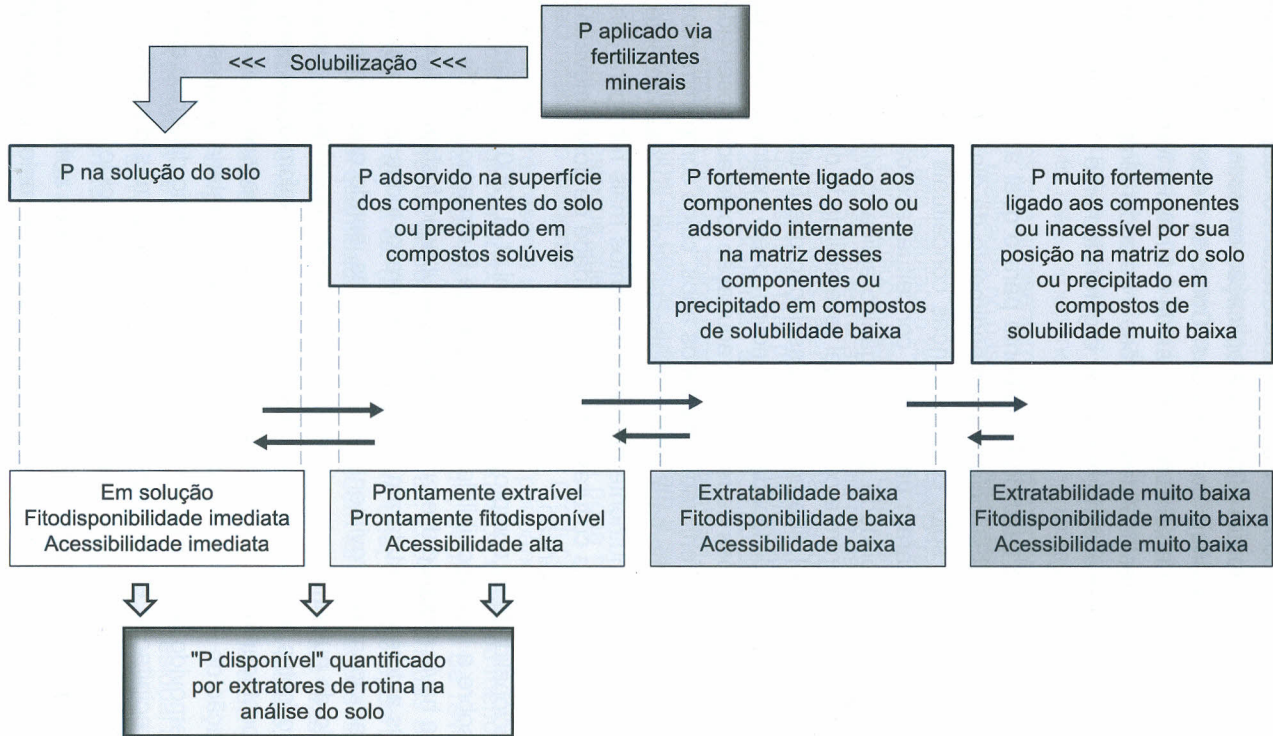 P aplicado via
fertilizantes
minerais
<<< Solubilização <<<
P na solução do solo
P adsorvido na superfície
dos componentes do solo
ou precipitado em
compostos solúveis
P fortemente ligado aos
componentes do solo ou
adsorvido internamente
na matriz desses
componentes ou
precipitado em compostos
de solubilidade baixa
P muito fortemente
ligado aos componentes
ou inacessível por sua
posição na matriz do solo
ou precipitado em
compostos de
solubilidade muito baixa
Em solução
Fitodisponibilidade imediata
Acessibilidade imediata
Prontamente extraível
Prontamente fitodisponível
Acessibilidade alta
Extratabilidade baixa
Fitodisponibilidade baixa
Acessibilidade baixa
Extratabilidade muito baixa
Fitodisponibilidade muito baixa
Acessibilidade muito baixa
"P disponível" quantificado
por extratores de rotina na
análise do solo